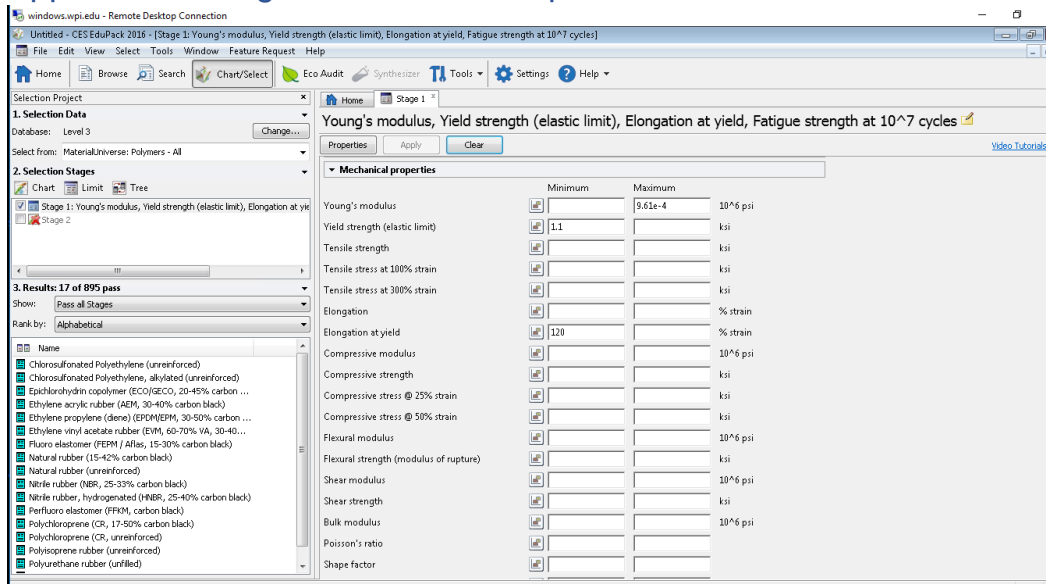 windows.wpi.edu - Remote Desktop Connection
Untitled - CES EduPack 2016 - [Stage 1: Young's modulus, Yield strength (elastic limit), Elongation at yield, Fatigue strength at 10^7 cycles]
File Edit View Select Tools Window Feature Request Help
Home Browse Search Chart/Select Eco Audit Synthesizer Tools Settings Help
Selection Project
1. Selection Data
Database: Level 3 Change...
Select from: MaterialUniverse: Polymers - All
2. Selection Stages
Chart Limit Tree
Stage 1: Young's modulus, Yield strength (elastic limit), Elongation at yie
Stage 2
3. Results: 17 of 895 pass
Show: Pass all Stages
Rank by: Alphabetical
Name
Chlorosulfonated Polyethylene (unreinforced)
Chlorosulfonated Polyethylene, alkylated (unreinforced)
Epichlorohydrin copolymer (ECO/GECO, 20-45% carbon ...
Ethylene acrylic rubber (AEM, 30-40% carbon black)
Ethylene propylene (diene) (EPDM/EPM, 30-50% carbon ...
Ethylene vinyl acetate rubber (EVM, 60-70% VA, 30-40...
Fluoro elastomer (FEPM / Aflas, 15-30% carbon black)
Natural rubber (15-42% carbon black)
Natural rubber (unreinforced)
Nitrile rubber (NBR, 25-33% carbon black)
Nitrile rubber, hydrogenated (HNBR, 25-40% carbon black)
Perfluoro elastomer (FFKM, carbon black)
Polychloroprene (CR, 17-50% carbon black)
Polychloroprene (CR, unreinforced)
Polyisoprene rubber (unreinforced)
Polyurethane rubber (unfilled)
Home Stage 1
Young's modulus, Yield strength (elastic limit), Elongation at yield, Fatigue strength at 10^7 cycles
Properties Apply Clear Video Tutorials
Mechanical properties
Minimum Maximum
Young's modulus 9.61e-4 10^6 psi
Yield strength (elastic limit) 1.1 ksi
Tensile strength ksi
Tensile stress at 100% strain ksi
Tensile stress at 300% strain ksi
Elongation % strain
Elongation at yield 120 % strain
Compressive modulus 10^6 psi
Compressive strength ksi
Compressive stress @ 25% strain ksi
Compressive stress @ 50% strain ksi
Flexural modulus 10^6 psi
Flexural strength (modulus of rupture) ksi
Shear modulus 10^6 psi
Shear strength ksi
Bulk modulus 10^6 psi
Poisson's ratio
Shape factor